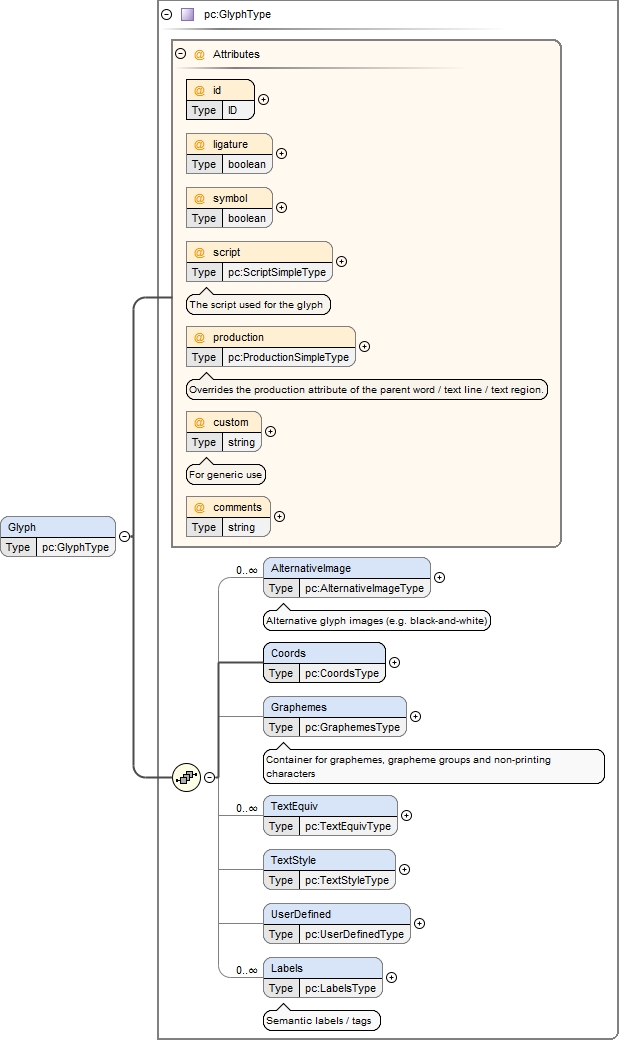 pc:GlyphType
@ Attributes
@ id
Type ID
@ ligature
Type boolean
@ symbol
Type boolean
@ script
Type pc:ScriptSimpleType
The script used for the glyph
@ production
Type pc:ProductionSimpleType
Overrides the production attribute of the parent word / text line / text region.
@ custom
Type string
For generic use
@ comments
Type string
Glyph
Type pc:GlyphType
0..∞
AlternativeImage
Type pc:AlternativeImageType
Alternative glyph images (e.g. black-and-white)
Coords
Type pc:CoordsType
Graphemes
Type pc:GraphemesType
Container for graphemes, grapheme groups and non-printing
characters
0..∞
TextEquiv
Type pc:TextEquivType
TextStyle
Type pc:TextStyleType
UserDefined
Type pc:UserDefinedType
0..∞
Labels
Type pc:LabelsType
Semantic labels / tags